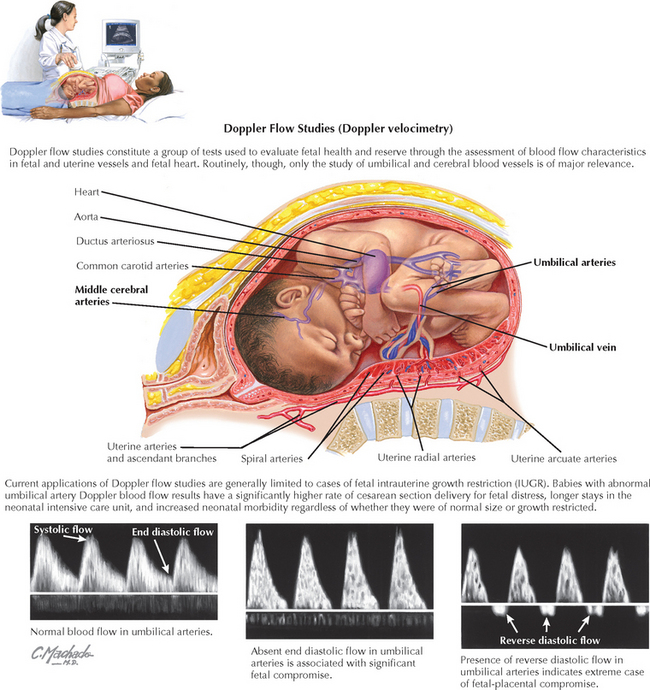 Doppler Flow Studies (Doppler velocimetry)
Doppler flow studies constitute a group of tests used to evaluate fetal health and reserve through the assessment of blood flow characteristics
in fetal and uterine vessels and fetal heart. Routinely, though, only the study of umbilical and cerebral blood vessels is of major relevance.
Heart
Aorta
Ductus arteriosus
Common carotid arteries
Middle cerebral
arteries
Umbilical arteries
Umbilical vein
Uterine arteries
and ascendant branches
Spiral arteries
Uterine radial arteries
Uterine arcuate arteries
Current applications of Doppler flow studies are generally limited to cases of fetal intrauterine growth restriction (IUGR). Babies with abnormal
umbilical artery Doppler blood flow results have a significantly higher rate of cesarean section delivery for fetal distress, longer stays in the
neonatal intensive care unit, and increased neonatal morbidity regardless of whether they were of normal size or growth restricted.
Systolic flow
End diastolic flow
Normal blood flow in umbilical arteries.
C. Machado
M.D.
Absent end diastolic flow in umbilical
arteries is associated with significant
fetal compromise.
Reverse diastolic flow
Presence of reverse diastolic flow in
umbilical arteries indicates extreme case
of fetal-placental compromise.